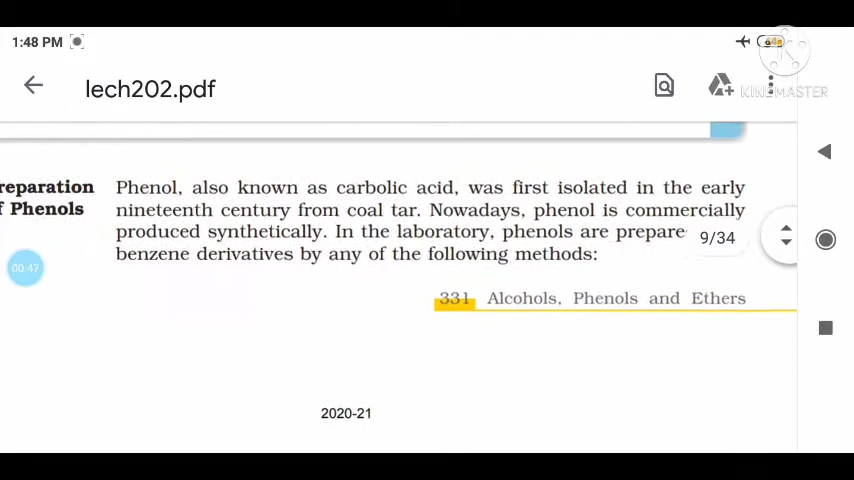 1:48 PM
lech202.pdf
KINEMASTER
reparation
f Phenols
Phenol, also known as carbolic acid, was first isolated in the early
nineteenth century from coal tar. Nowadays, phenol is commercially
produced synthetically. In the laboratory, phenols are prepare
benzene derivatives by any of the following methods:
9/34
00:47
331 Alcohols, Phenols and Ethers
2020-21